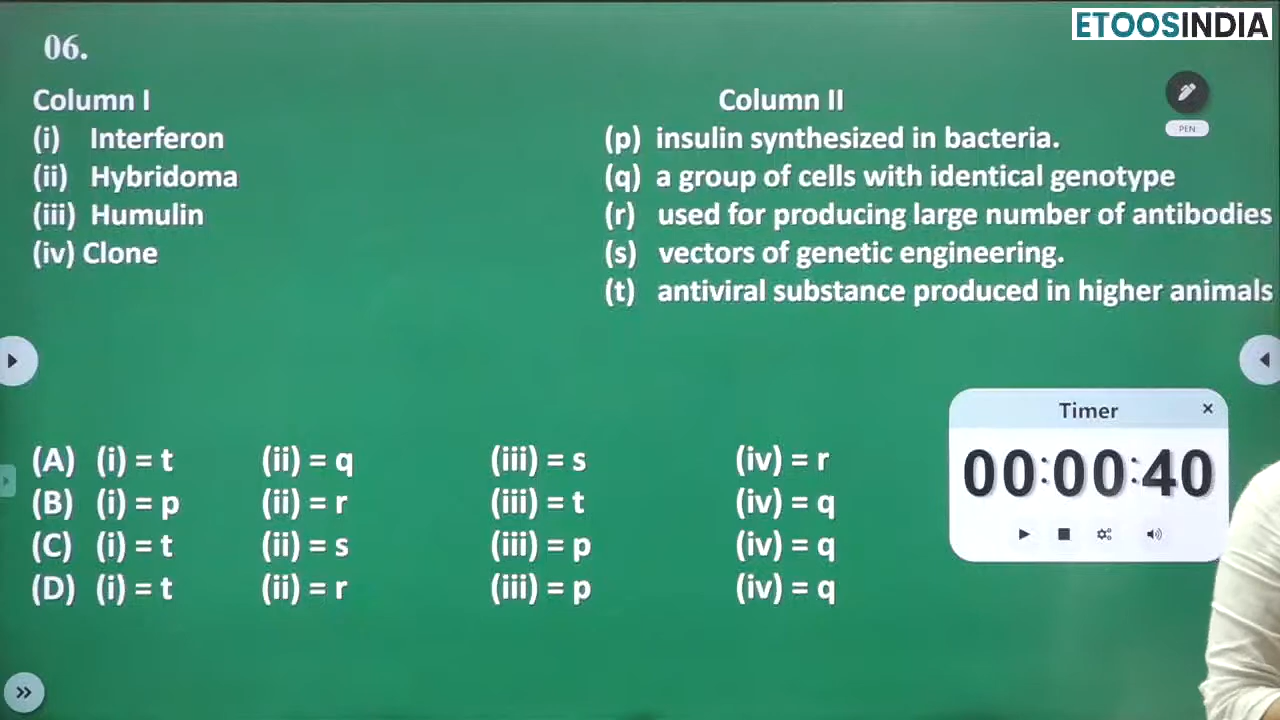 ETOOSINDIA
06.
Column I Column II
(i) Interferon (p) insulin synthesized in bacteria.
(ii) Hybridoma (q) a group of cells with identical genotype
(iii) Humulin (r) used for producing large number of antibodies
(iv) Clone (s) vectors of genetic engineering.
(t) antiviral substance produced in higher animals
PEN
(A) (i) = t (ii) = q (iii) = s (iv) = r
(B) (i) = p (ii) = r (iii) = t (iv) = q
(C) (i) = t (ii) = s (iii) = p (iv) = q
(D) (i) = t (ii) = r (iii) = p (iv) = q
Timer ×
00:00:40